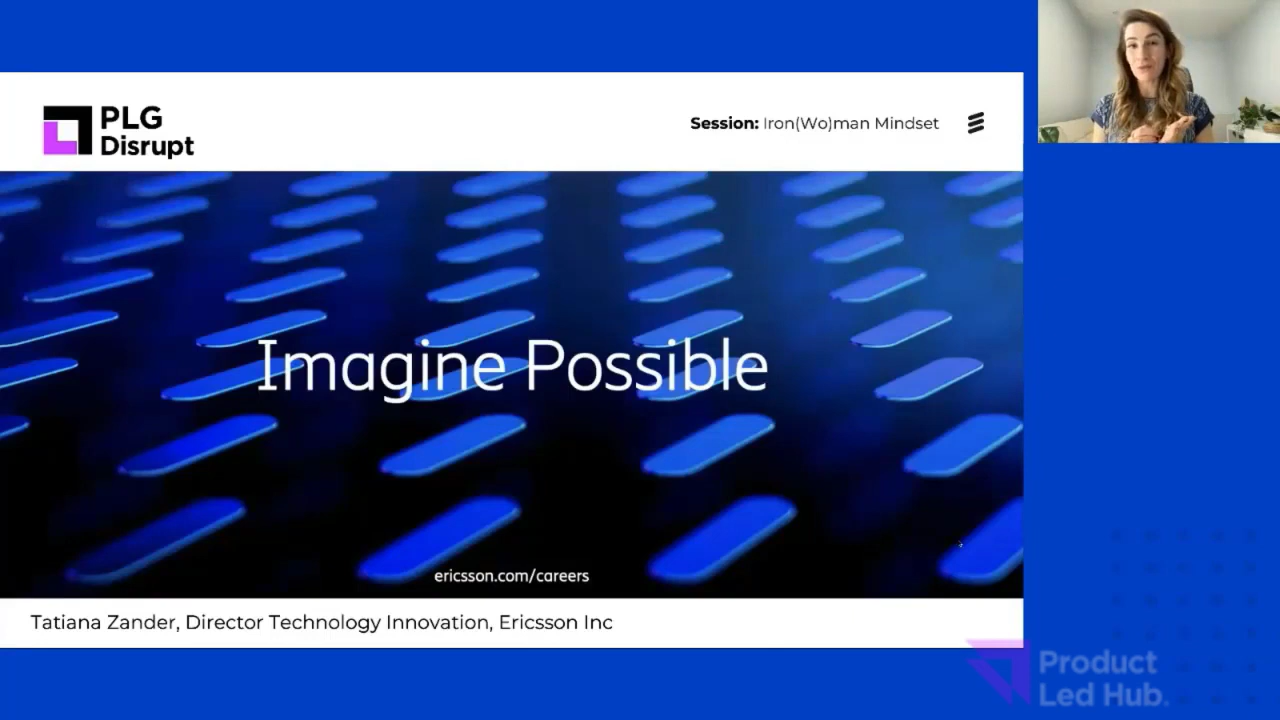 PLG
Disrupt
Session: Iron(Wo)man Mindset
Imagine Possible
ericsson.com/careers
Tatiana Zander, Director Technology Innovation, Ericsson Inc
Product
Led Hub.